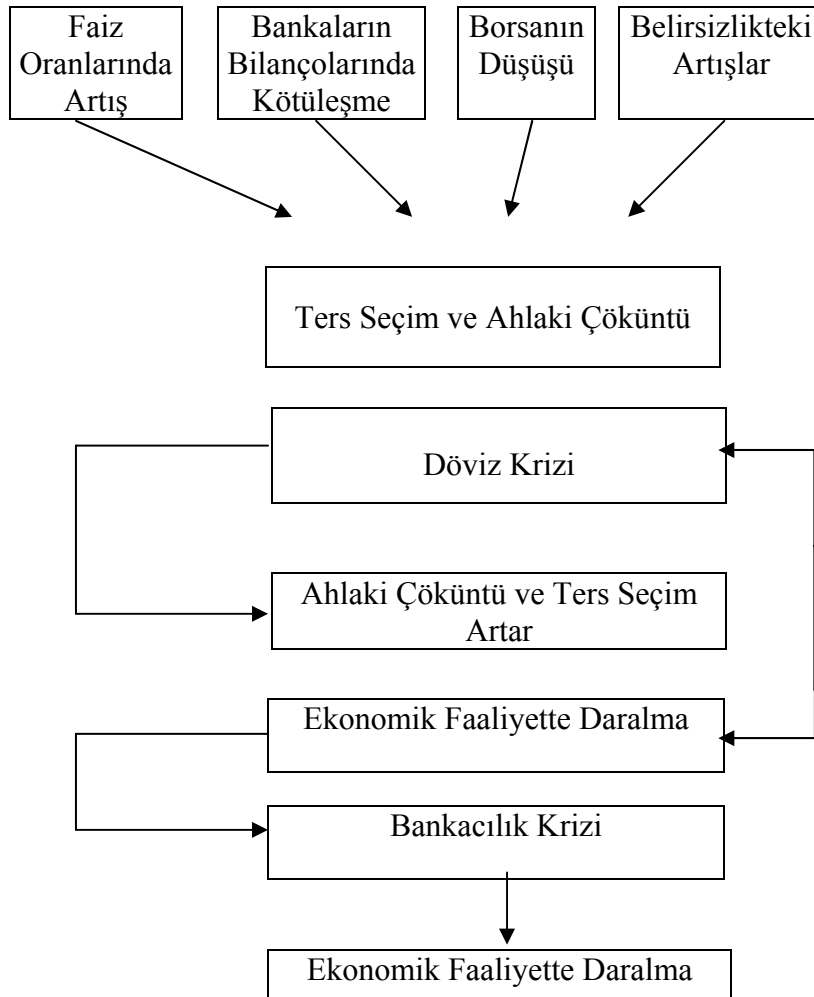 Faiz
Oranlarında
Artış
Bankaların
Bilançolarında
Kötüleşme
Borsanın
Düşüşü
Belirsizlikteki
Artışlar
Ters Seçim ve Ahlaki Çöküntü
Döviz Krizi
Ahlaki Çöküntü ve Ters Seçim
Artar
Ekonomik Faaliyette Daralma
Bankacılık Krizi
Ekonomik Faaliyette Daralma